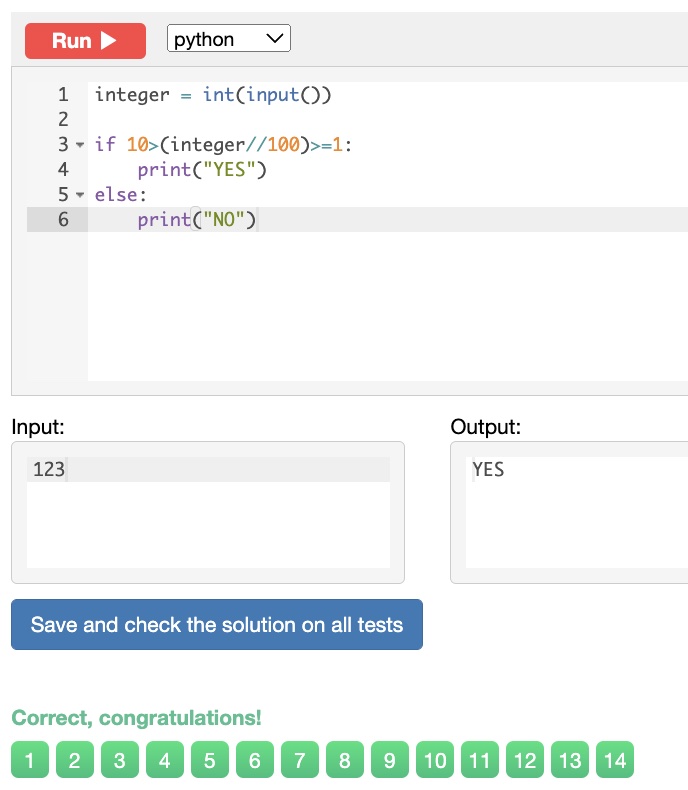 Run python
1 integer = int(input())
2
3 if 10>(integer//100)>=1:
4     print("YES")
5 else:
6     print("NO")
Input: Output:
123 YES
Save and check the solution on all tests
Correct, congratulations!
1 2 3 4 5 6 7 8 9 10 11 12 13 14